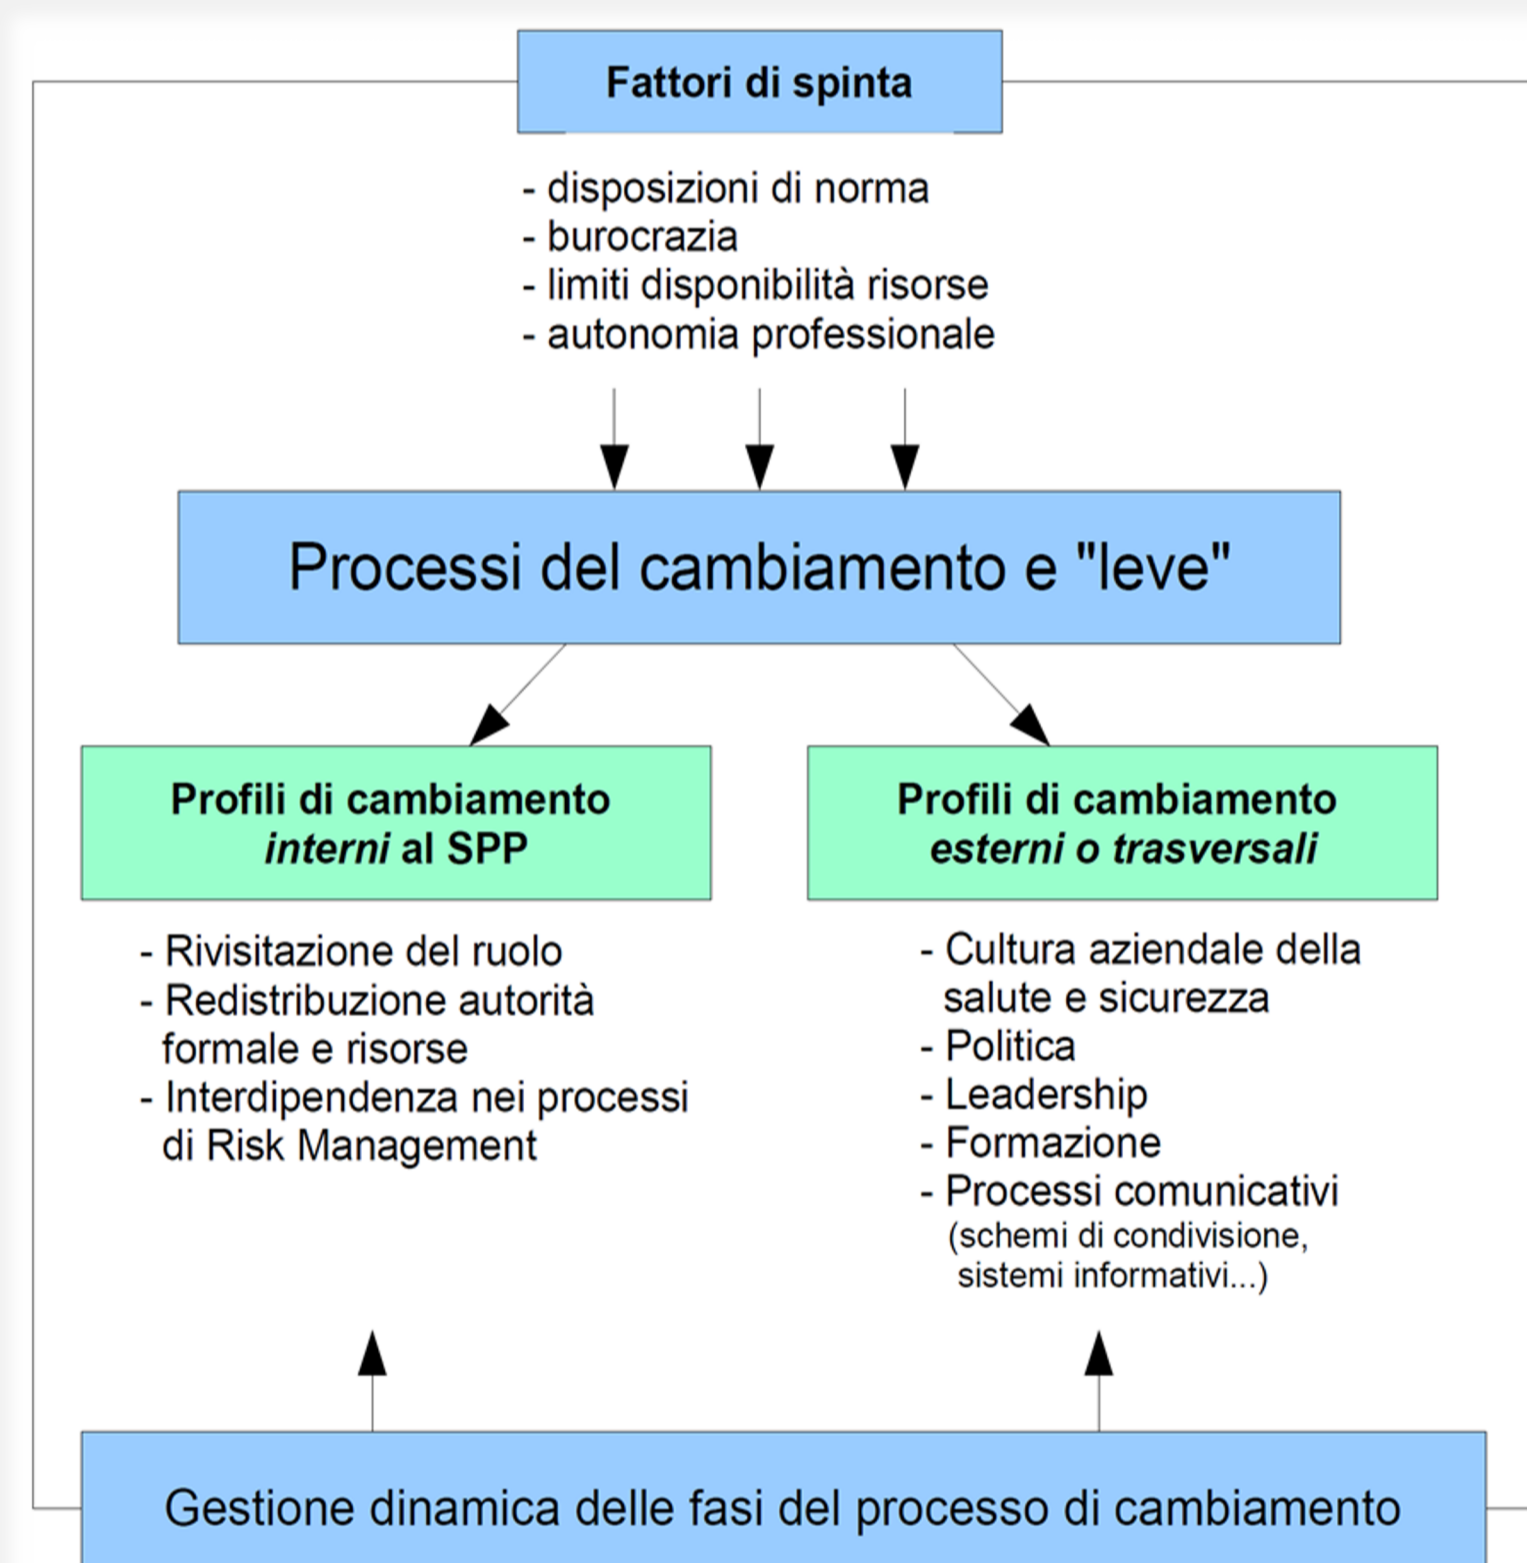 Fattori di spinta
- disposizioni di norma
- burocrazia
- limiti disponibilità risorse
- autonomia professionale
Processi del cambiamento e "leve"
Profili di cambiamento
interni al SPP
- Rivisitazione del ruolo
- Redistribuzione autorità
formale e risorse
- Interdipendenza nei processi
di Risk Management
Profili di cambiamento
esterni o trasversali
- Cultura aziendale della
salute e sicurezza
- Politica
- Leadership
- Formazione
- Processi comunicativi
(schemi di condivisione,
sistemi informativi...)
Gestione dinamica delle fasi del processo di cambiamento